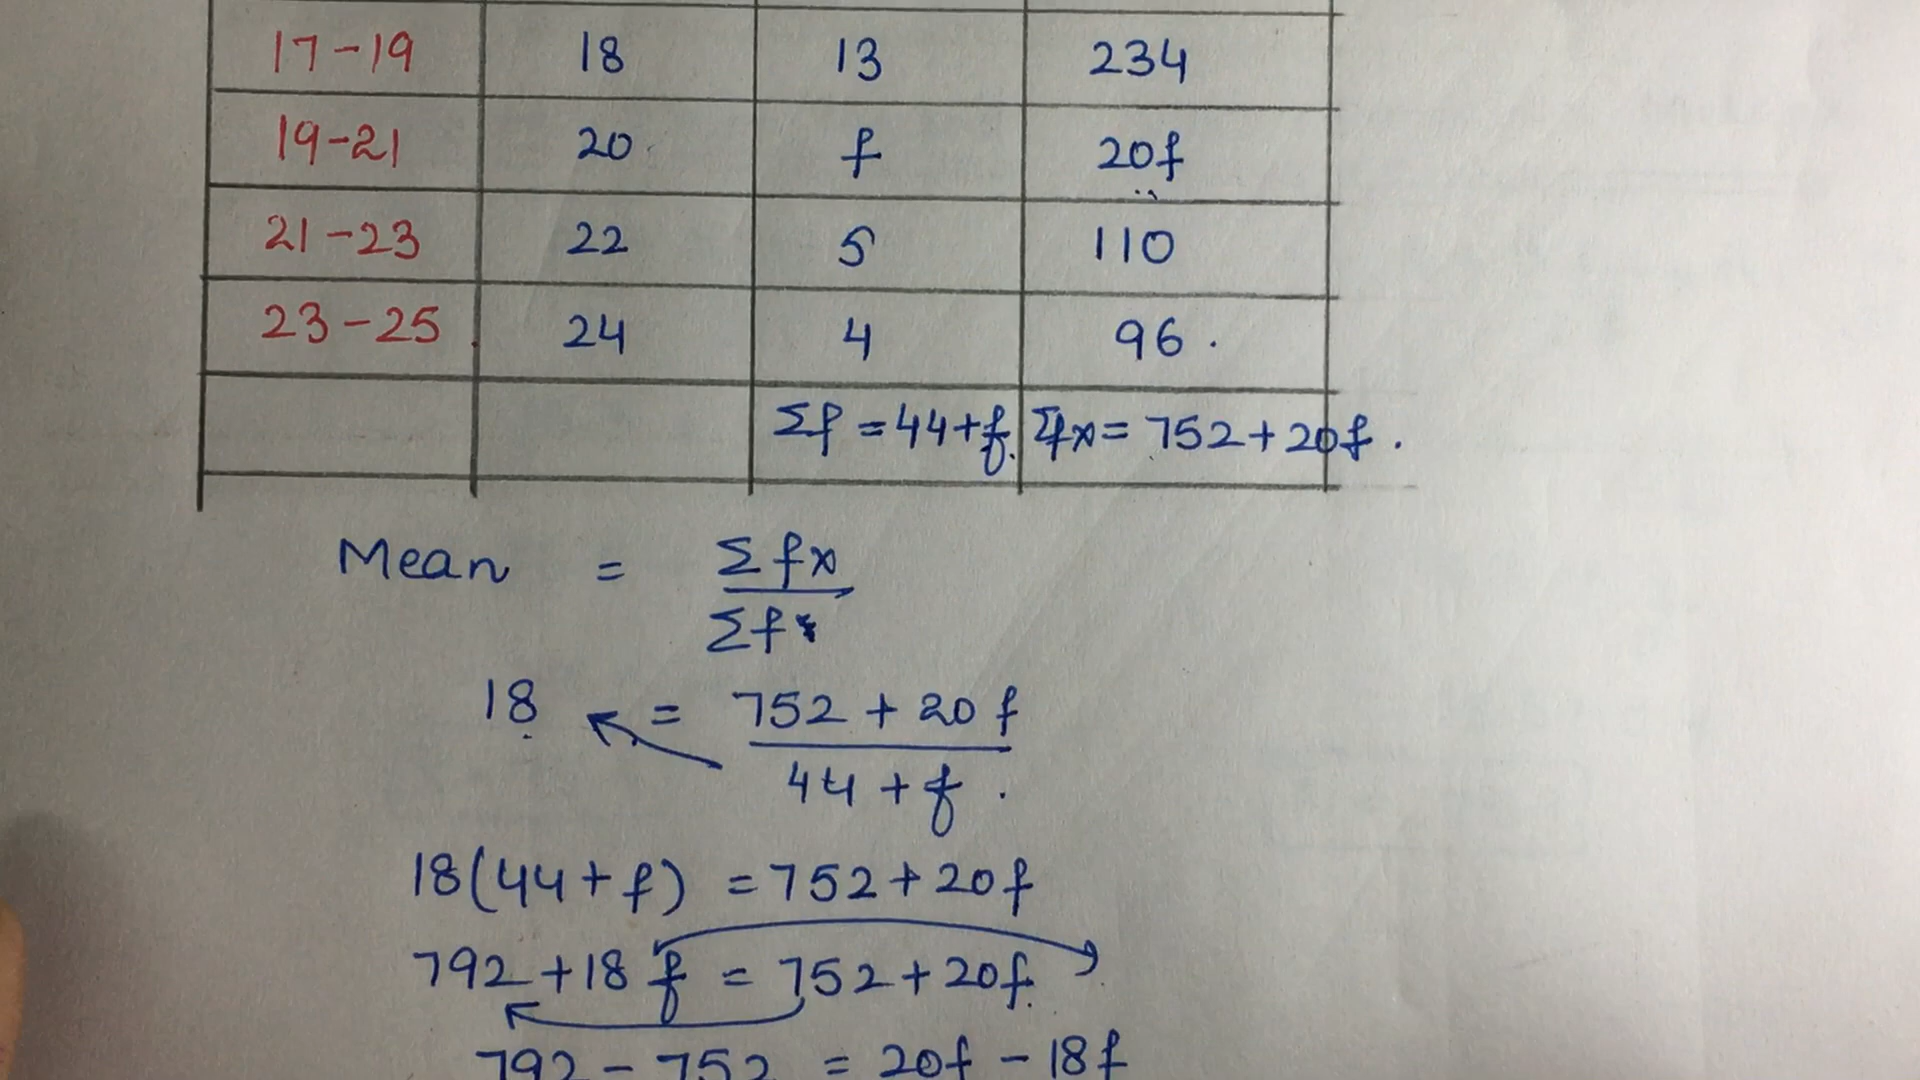 17-19 18 13 234
19-21 20 f 20f
21-23 22 5 110
23-25 24 4 96.
Σf = 44+f. Σfx = 752+20f.
Mean = Σfx
Σf
18 = 752 + 20f
44 + f.
18(44+f) = 752+20f
792+18f = 752+20f.
792 - 752 = 20f - 18f